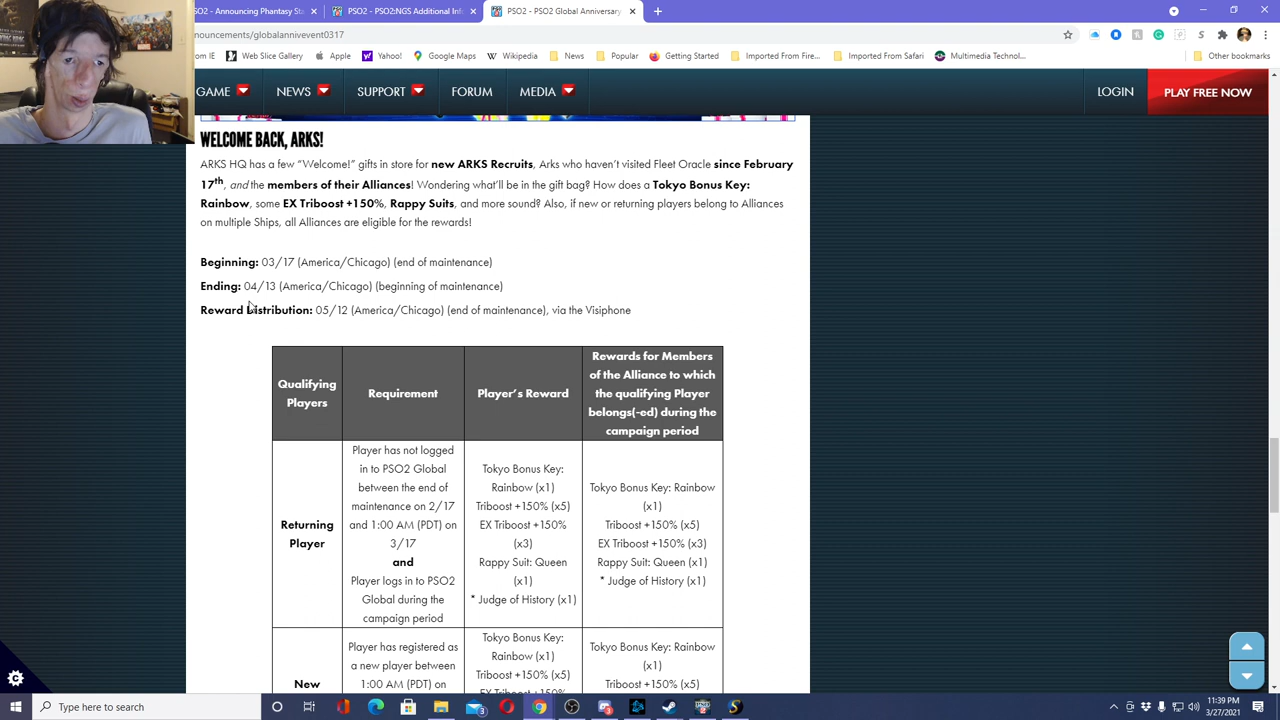 PSO2 - Announcing Phantasy Sta
PSO2 - PSO2:NGS Additional Inf
PSO2 - PSO2 Global Anniversary
nouncements/globalannivevent0317
om IE
Web Slice Gallery
Apple
Yahoo!
Google Maps
Wikipedia
News
Popular
Getting Started
Imported From Fire...
Imported From Safari
Multimedia Technol...
Other bookmarks
GAME
NEWS
SUPPORT
FORUM
MEDIA
LOGIN
PLAY FREE NOW
WELCOME BACK, ARKS!
ARKS HQ has a few “Welcome!” gifts in store for new ARKS Recruits, Arks who haven’t visited Fleet Oracle since February
17th, and the members of their Alliances! Wondering what’ll be in the gift bag? How does a Tokyo Bonus Key:
Rainbow, some EX Triboost +150%, Rappy Suits, and more sound? Also, if new or returning players belong to Alliances
on multiple Ships, all Alliances are eligible for the rewards!
Beginning: 03/17 (America/Chicago) (end of maintenance)
Ending: 04/13 (America/Chicago) (beginning of maintenance)
Reward Distribution: 05/12 (America/Chicago) (end of maintenance), via the Visiphone
Qualifying
Players
Requirement
Player’s Reward
Rewards for Members
of the Alliance to which
the qualifying Player
belongs(-ed) during the
campaign period
Returning
Player
Player has not logged
in to PSO2 Global
between the end of
maintenance on 2/17
and 1:00 AM (PDT) on
3/17
and
Player logs in to PSO2
Global during the
campaign period
Tokyo Bonus Key:
Rainbow (x1)
Triboost +150% (x5)
EX Triboost +150%
(x3)
Rappy Suit: Queen
(x1)
* Judge of History (x1)
Tokyo Bonus Key: Rainbow
(x1)
Triboost +150% (x5)
EX Triboost +150% (x3)
Rappy Suit: Queen (x1)
* Judge of History (x1)
New
Player has registered as
a new player between
1:00 AM (PDT) on
Tokyo Bonus Key:
Rainbow (x1)
Triboost +150% (x5)
EX Triboost +150%
Tokyo Bonus Key: Rainbow
(x1)
Triboost +150% (x5)
Type here to search
11:39 PM
3/27/2021